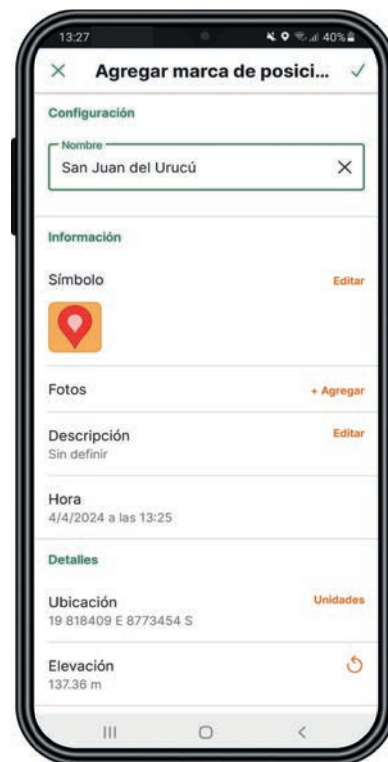 13:27
40%
Agregar marca de posici...
Configuración
Nombre
San Juan del Urucú
Información
Símbolo
Editar
Fotos
+ Agregar
Descripción
Editar
Sin definir
Hora
4/4/2024 a las 13:25
Detalles
Ubicación
Unidades
19 818409 E 8773454 S
Elevación
137.36 m